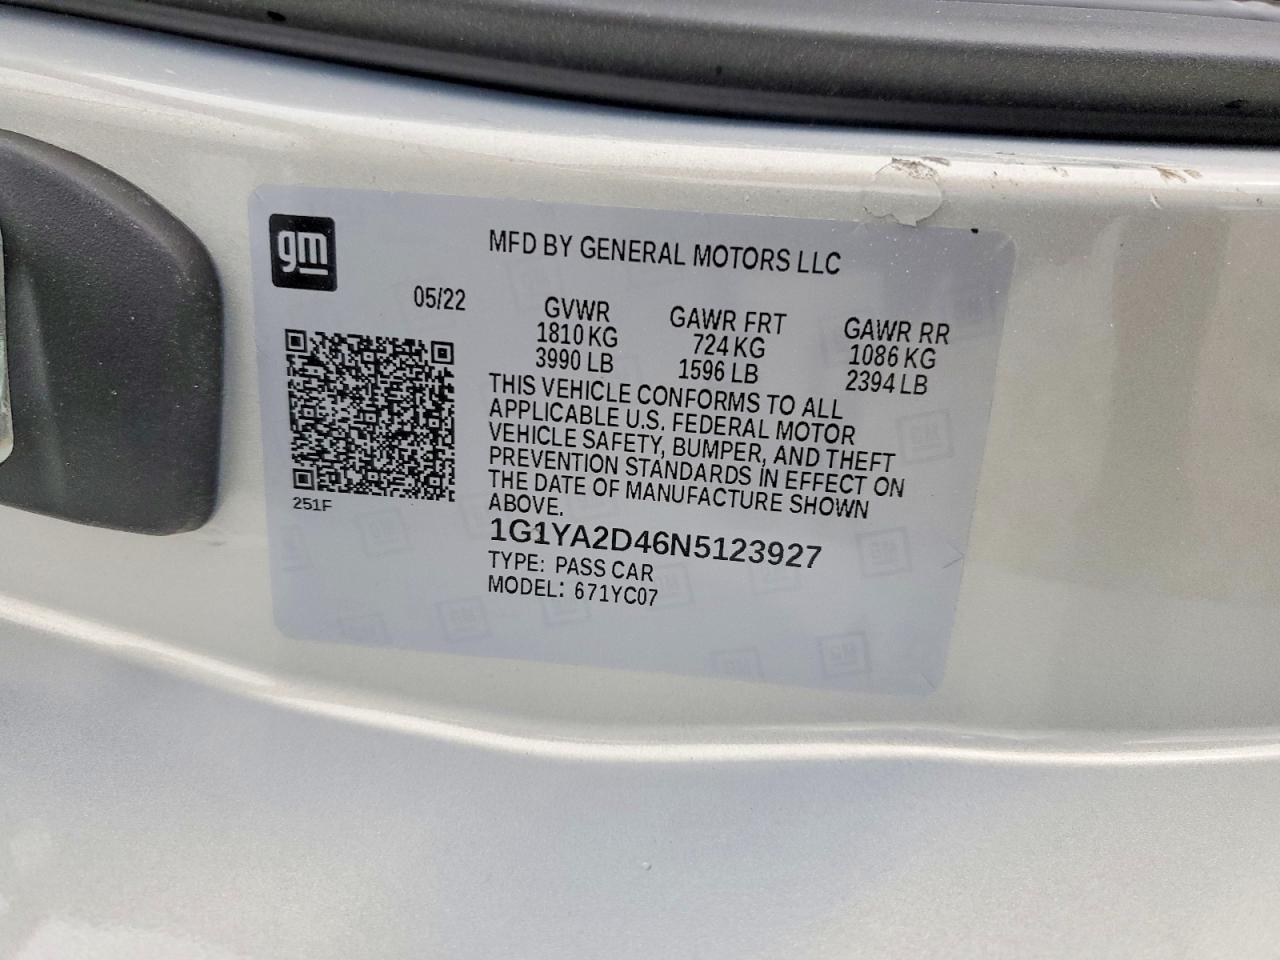 gm
MFD BY GENERAL MOTORS LLC
05/22
GVWR GAWR FRT GAWR RR
1810 KG 724 KG 1086 KG
3990 LB 1596 LB 2394 LB
THIS VEHICLE CONFORMS TO ALL
APPLICABLE U.S. FEDERAL MOTOR
VEHICLE SAFETY, BUMPER, AND THEFT
PREVENTION STANDARDS IN EFFECT ON
THE DATE OF MANUFACTURE SHOWN
ABOVE.
251F
1G1YA2D46N5123927
TYPE: PASS CAR
MODEL: 671YC07